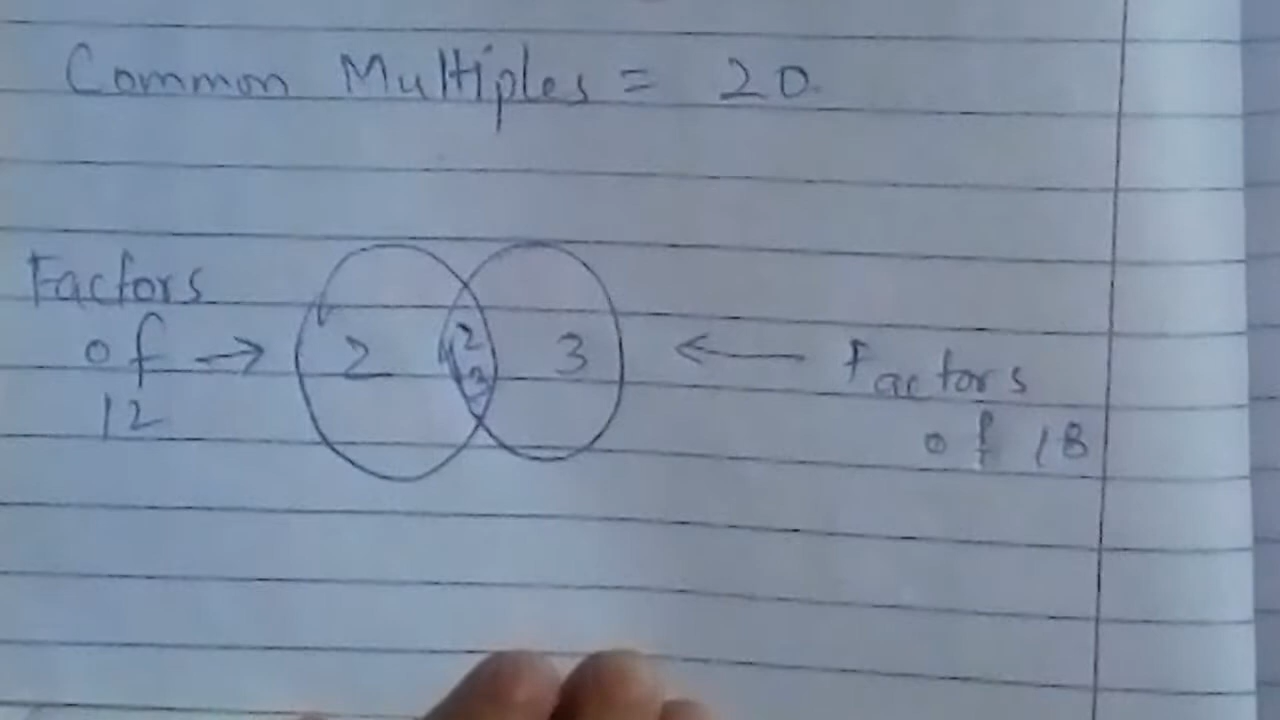 Common Multiples = 20.
Factors
of →
12
2
2
3
3
← Factors
of 18